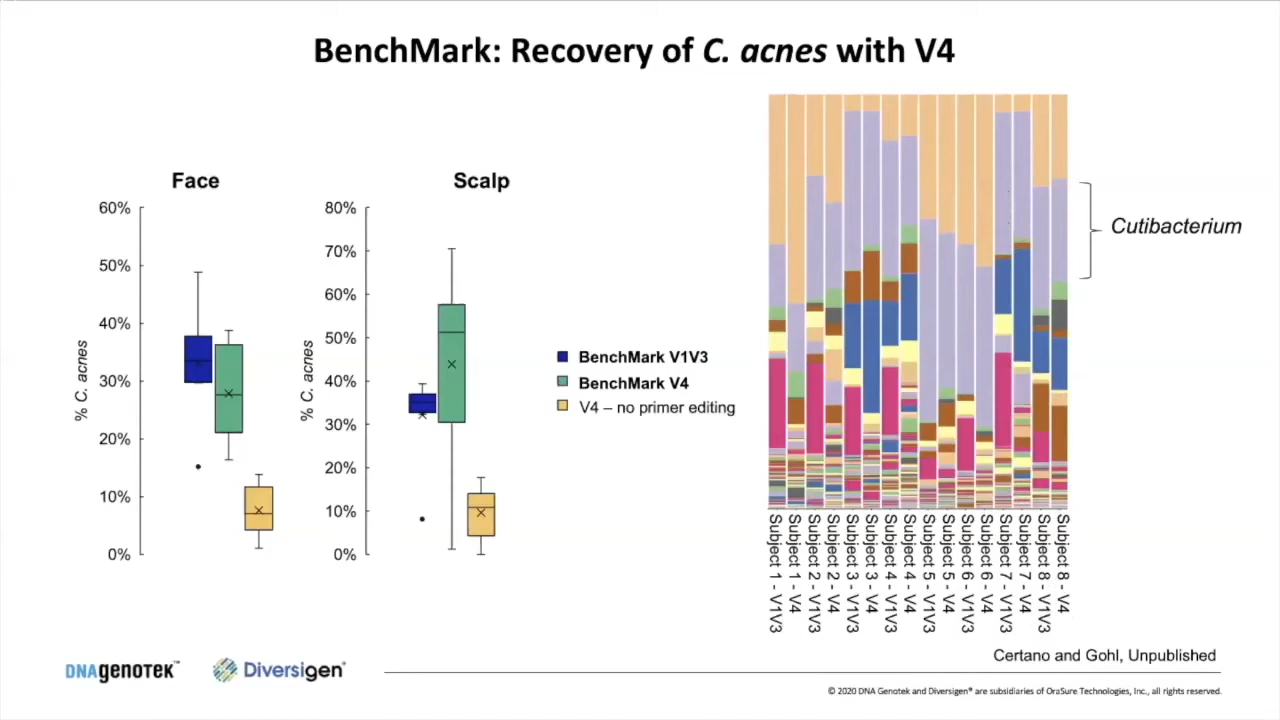 BenchMark: Recovery of C. acnes with V4
Face
% C. acnes
60%
50%
40%
30%
20%
10%
0%
Scalp
% C. acnes
80%
70%
60%
50%
40%
30%
20%
10%
0%
BenchMark V1V3
BenchMark V4
V4 – no primer editing
Cutibacterium
Subject 1 - V1V3
Subject 1 - V4
Subject 2 - V1V3
Subject 2 - V4
Subject 3 - V1V3
Subject 3 - V4
Subject 4 - V1V3
Subject 4 - V4
Subject 5 - V1V3
Subject 5 - V4
Subject 6 - V1V3
Subject 6 - V4
Subject 7 - V1V3
Subject 7 - V4
Subject 8 - V1V3
Subject 8 - V4
Certano and Gohl, Unpublished
DNAgenotek™
Diversigen®
© 2020 DNA Genotek and Diversigen® are subsidiaries of OraSure Technologies, Inc., all rights reserved.